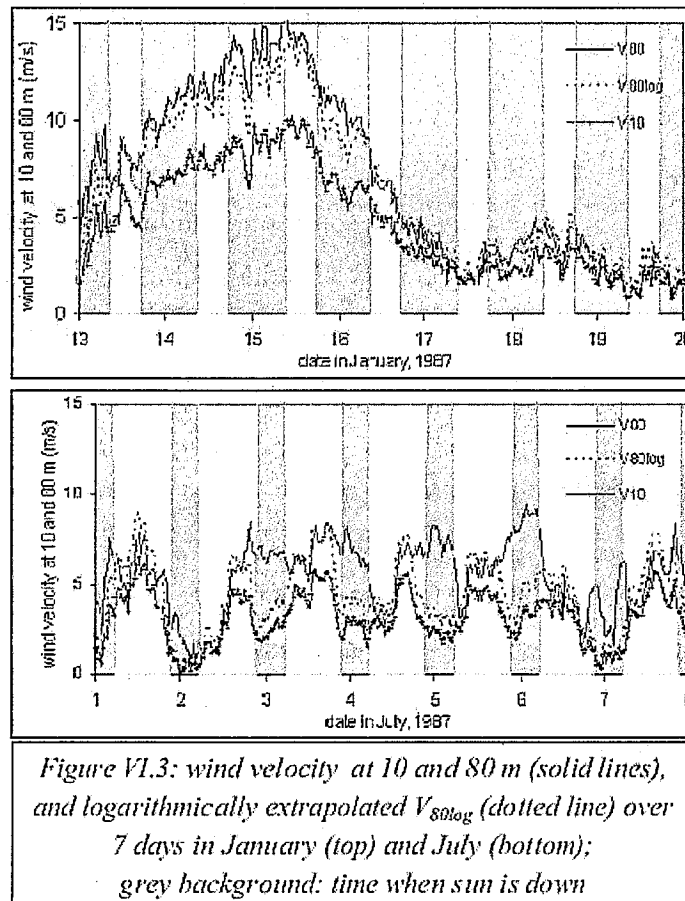 wind velocity at 10 and 80 m (m/s)
15
10
5
0
V80
V80log
V10
13 14 15 16 17 18 19 20
date in January, 1987
wind velocity at 10 and 80 m (m/s)
15
10
5
0
V80
V80log
V10
1 2 3 4 5 6 7 8
date in July, 1987
Figure VI.3: wind velocity at 10 and 80 m (solid lines),
and logarithmically extrapolated V80log (dotted line) over
7 days in January (top) and July (bottom);
grey background: time when sun is down